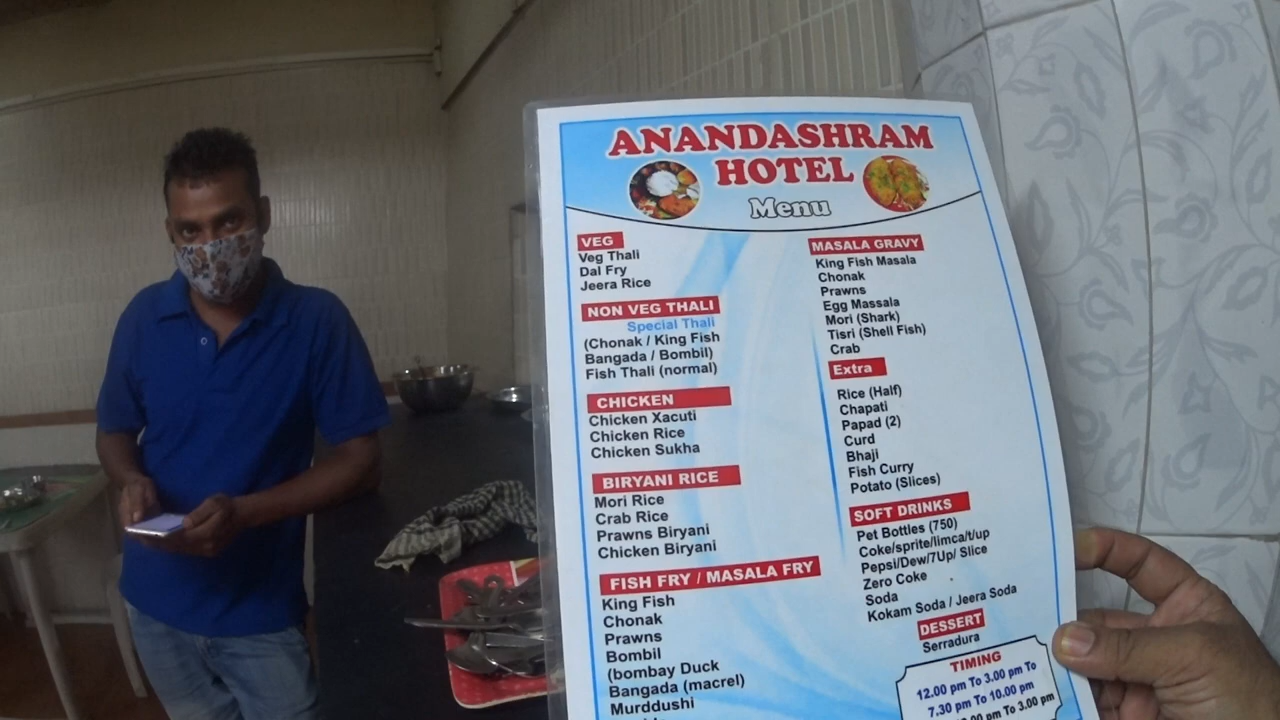 ANANDASHRAM
HOTEL
Menu
VEG
Veg Thali
Dal Fry
Jeera Rice
NON VEG THALI
Special Thali
(Chonak / King Fish
Bangada / Bombil)
Fish Thali (normal)
CHICKEN
Chicken Xacuti
Chicken Rice
Chicken Sukha
BIRYANI RICE
Mori Rice
Crab Rice
Prawns Biryani
Chicken Biryani
FISH FRY / MASALA FRY
King Fish
Chonak
Prawns
Bombil
(bombay Duck
Bangada (macrel)
Murddushi
MASALA GRAVY
King Fish Masala
Chonak
Prawns
Egg Massala
Mori (Shark)
Tisri (Shell Fish)
Crab
Extra
Rice (Half)
Chapati
Papad (2)
Curd
Bhaji
Fish Curry
Potato (Slices)
SOFT DRINKS
Pet Bottles (750)
Coke/sprite/limca/t/up
Pepsi/Dew/7Up/ Slice
Zero Coke
Soda
Kokam Soda / Jeera Soda
DESSERT
Serradura
TIMING
12.00 pm To 3.00 pm To
7.30 pm To 10.00 pm
pm To 3.00 pm